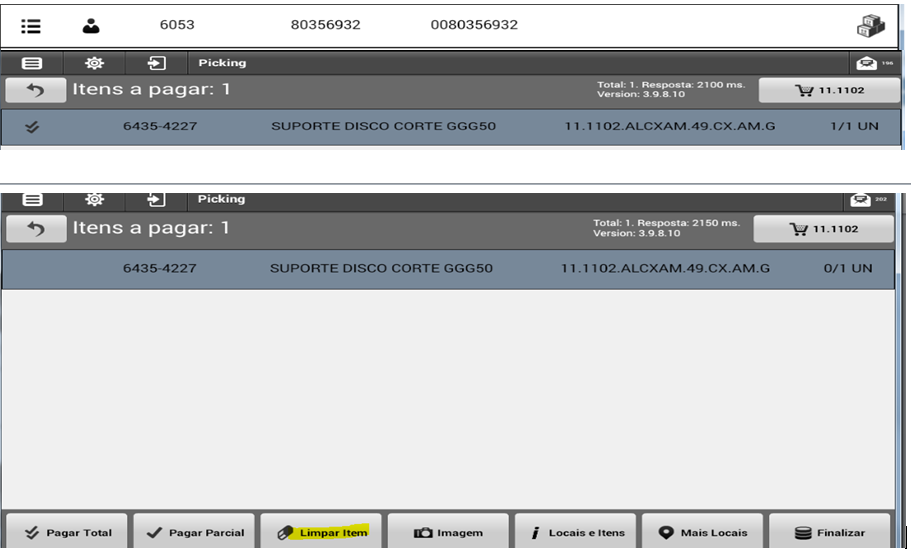 6053 80356932 0080356932
Picking 196
Itens a pagar: 1 Total: 1. Resposta: 2100 ms. Version: 3.9.8.10 11.1102
6435-4227 SUPORTE DISCO CORTE GGG50 11.1102.ALCXAM.49.CX.AM.G 1/1 UN
Picking 202
Itens a pagar: 1 Total: 1. Resposta: 2150 ms. Version: 3.9.8.10 11.1102
6435-4227 SUPORTE DISCO CORTE GGG50 11.1102.ALCXAM.49.CX.AM.G 0/1 UN
Pagar Total Pagar Parcial Limpar Item Imagem Locais e Itens Mais Locais Finalizar